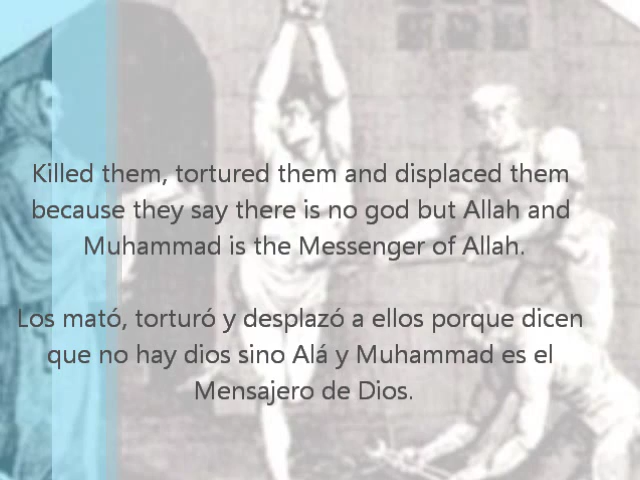 Killed them, tortured them and displaced them
because they say there is no god but Allah and
Muhammad is the Messenger of Allah.
Los mató, torturó y desplazó a ellos porque dicen
que no hay dios sino Alá y Muhammad es el
Mensajero de Dios.